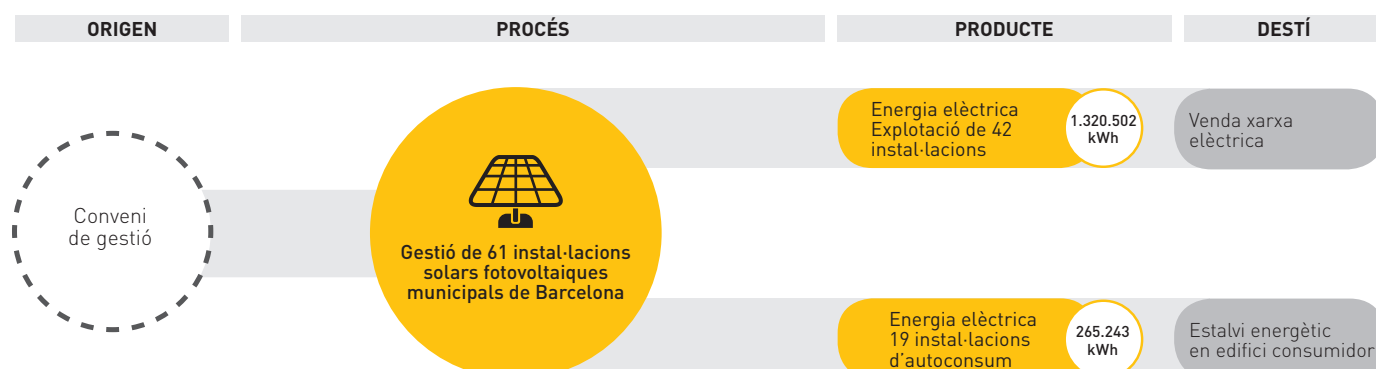 ORIGEN
PROCÉS
PRODUCTE
DESTÍ
Conveni
de gestió
Gestió de 61 instal·lacions
solars fotovoltaiques
municipals de Barcelona
Energia elèctrica
Explotació de 42
instal·lacions
1.320.502
kWh
Venda xarxa
elèctrica
Energia elèctrica
19 instal·lacions
d’autoconsum
265.243
kWh
Estalvi energètic
en edifici consumidor